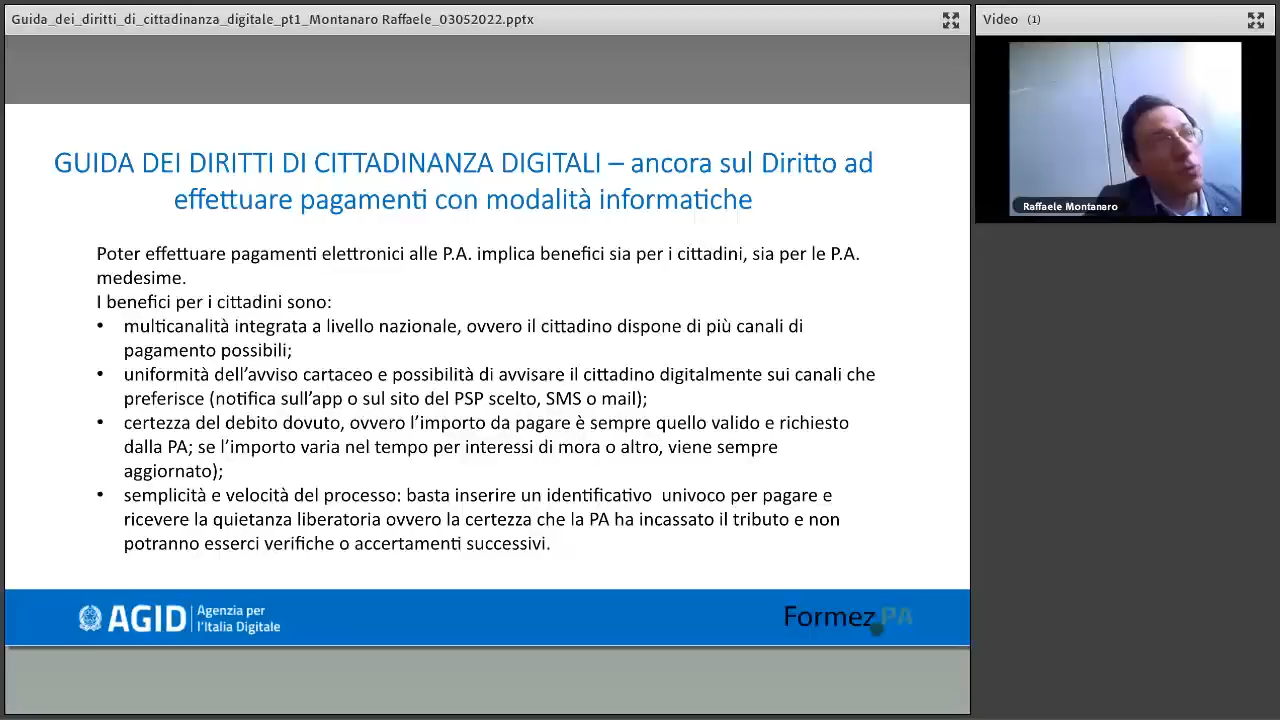 Guida_dei_diritti_di_cittadinanza_digitale_pt1_Montanaro Raffaele_03052022.pptx
Video (1)
Raffaele Montanaro
GUIDA DEI DIRITTI DI CITTADINANZA DIGITALI – ancora sul Diritto ad
effettuare pagamenti con modalità informatiche
Poter effettuare pagamenti elettronici alle P.A. implica benefici sia per i cittadini, sia per le P.A.
medesime.
I benefici per i cittadini sono:
• multicanalità integrata a livello nazionale, ovvero il cittadino dispone di più canali di
pagamento possibili;
• uniformità dell’avviso cartaceo e possibilità di avvisare il cittadino digitalmente sui canali che
preferisce (notifica sull’app o sul sito del PSP scelto, SMS o mail);
• certezza del debito dovuto, ovvero l’importo da pagare è sempre quello valido e richiesto
dalla PA; se l’importo varia nel tempo per interessi di mora o altro, viene sempre
aggiornato);
• semplicità e velocità del processo: basta inserire un identificativo  univoco per pagare e
ricevere la quietanza liberatoria ovvero la certezza che la PA ha incassato il tributo e non
potranno esserci verifiche o accertamenti successivi.
AGID Agenzia per
l’Italia Digitale
Formez PA